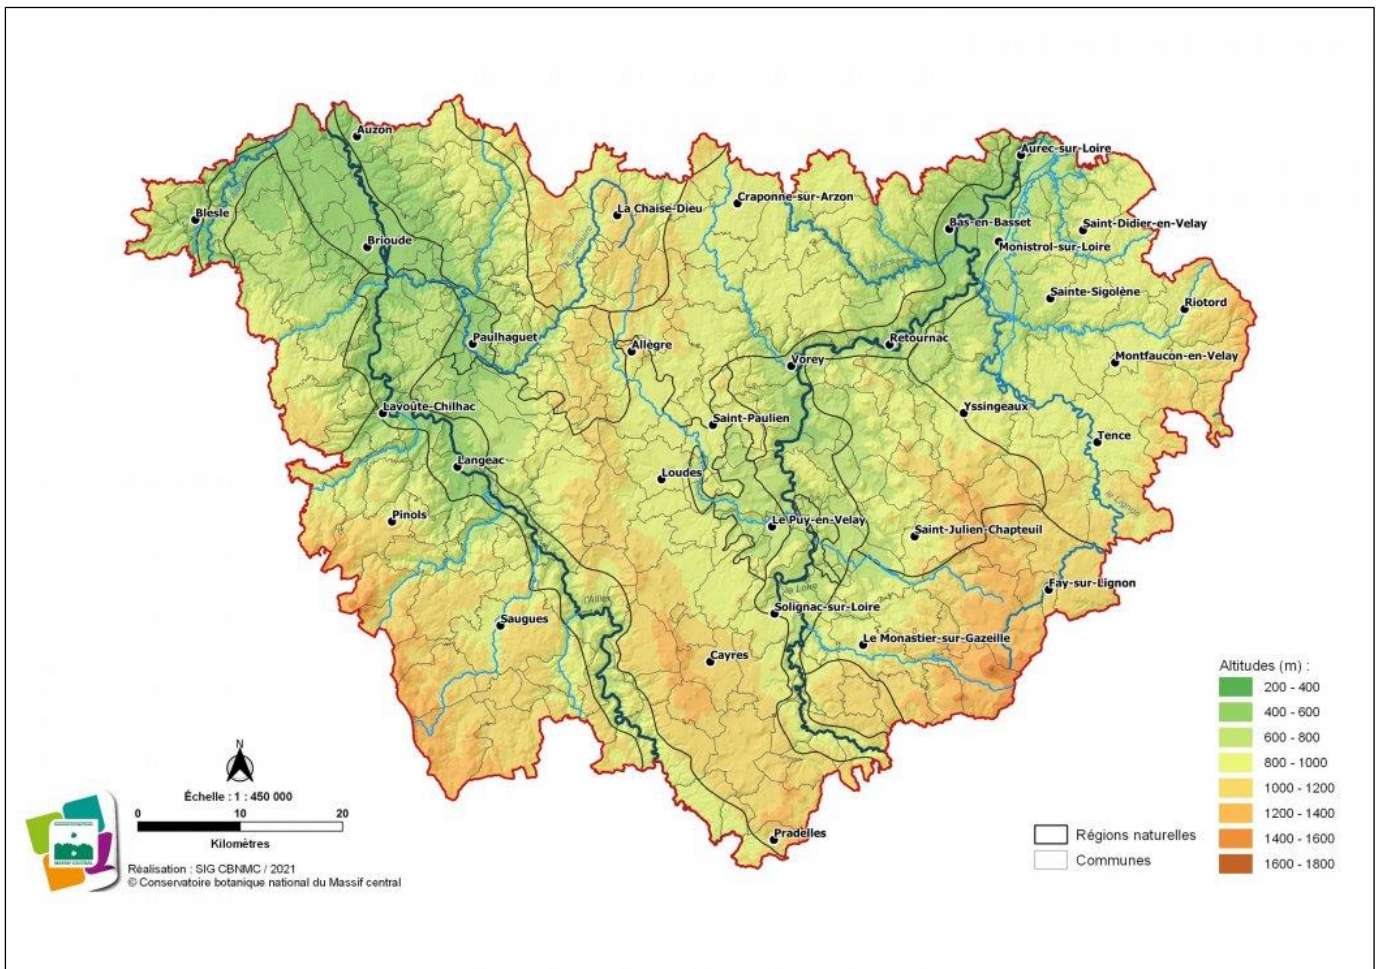 Auzon
Aurec-sur-Loire
Blesle
La Chaise-Dieu
Craponne-sur-Arzon
Bas-en-Basset
Saint-Didier-en-Velay
Brioude
Monistrol-sur-Loire
la Sénouire
Sainte-Sigolène
Riotord
Paulhaguet
Allègre
Vorey
Retournac
Montfaucon-en-Velay
Lavoûte-Chilhac
Saint-Paulien
Yssingeaux
Tence
Langeac
Loudes
le Lignon
Pinols
Le Puy-en-Velay
Saint-Julien-Chapteuil
l'Allier
la Loire
Fay-sur-Lignon
Saugues
Solignac-sur-Loire
Cayres
Le Monastier-sur-Gazeille
Pradelles
Altitudes (m) :
200 - 400
400 - 600
600 - 800
800 - 1000
1000 - 1200
1200 - 1400
1400 - 1600
1600 - 1800
Régions naturelles
Communes
N
Échelle : 1 : 450 000
0 10 20
Kilomètres
MASSIF CENTRAL
Réalisation : SIG CBNMC / 2021
© Conservatoire botanique national du Massif central